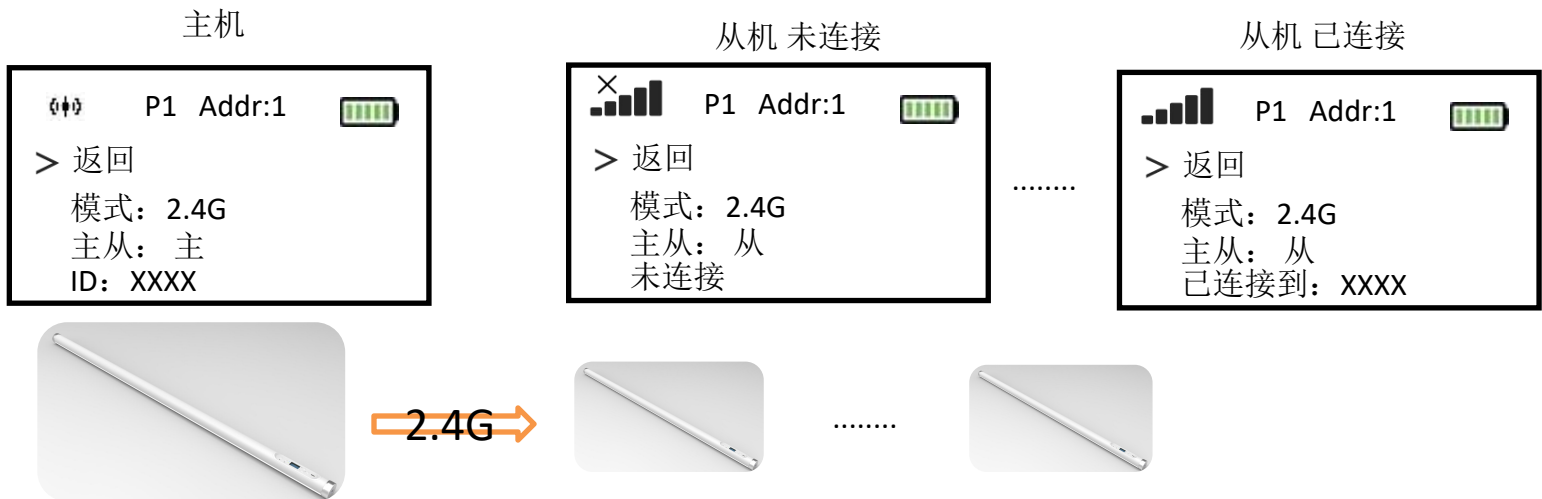 主机
从机 未连接
从机 已连接
P1 Addr:1
> 返回
模式：2.4G
主从： 主
ID：XXXX
P1 Addr:1
> 返回
模式：2.4G
主从： 从
未连接
........
P1 Addr:1
> 返回
模式：2.4G
主从： 从
已连接到：XXXX
2.4G
........